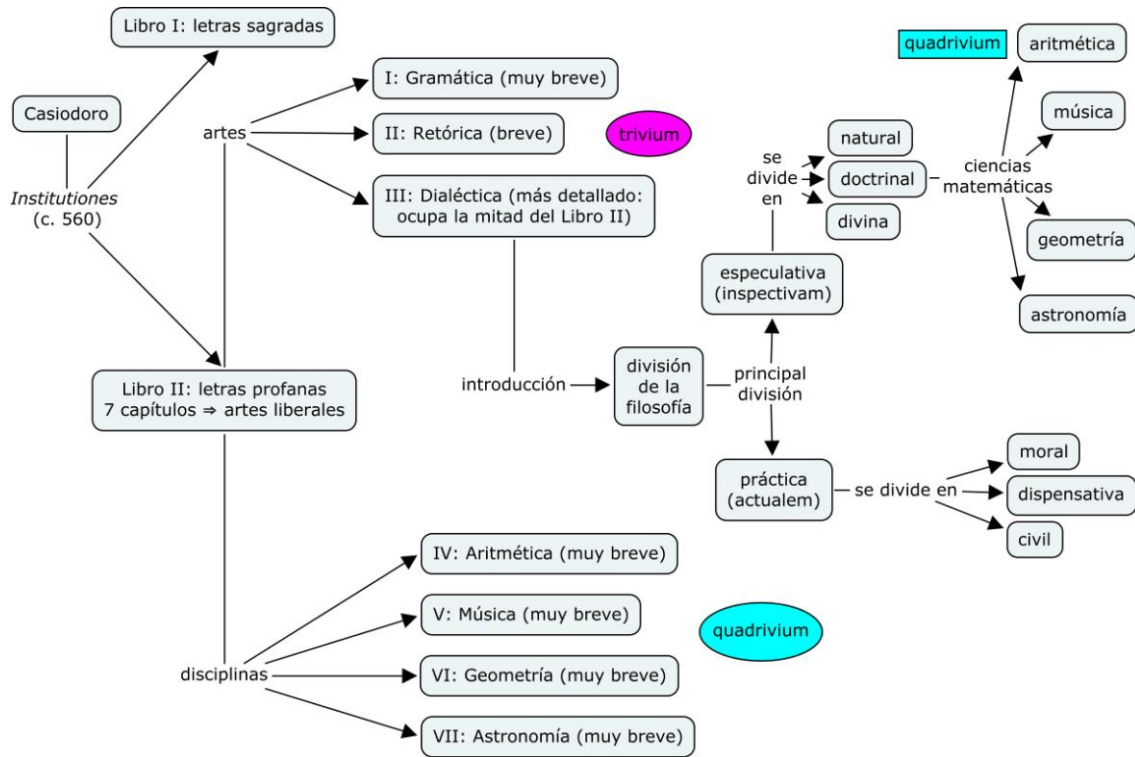 Libro I: letras sagradas
quadrivium
aritmética
I: Gramática (muy breve)
Casiodoro
artes
II: Retórica (breve)
trivium
música
natural
se
divide
en
doctrinal
ciencias
matemáticas
Institutiones
(c. 560)
III: Dialéctica (más detallado:
ocupa la mitad del Libro II)
divina
geometría
especulativa
(inspectivam)
astronomía
Libro II: letras profanas
7 capítulos ⇒ artes liberales
introducción
división
de la
filosofía
principal
división
práctica
(actualem)
se divide en
moral
dispensativa
civil
IV: Aritmética (muy breve)
V: Música (muy breve)
quadrivium
disciplinas
VI: Geometría (muy breve)
VII: Astronomía (muy breve)